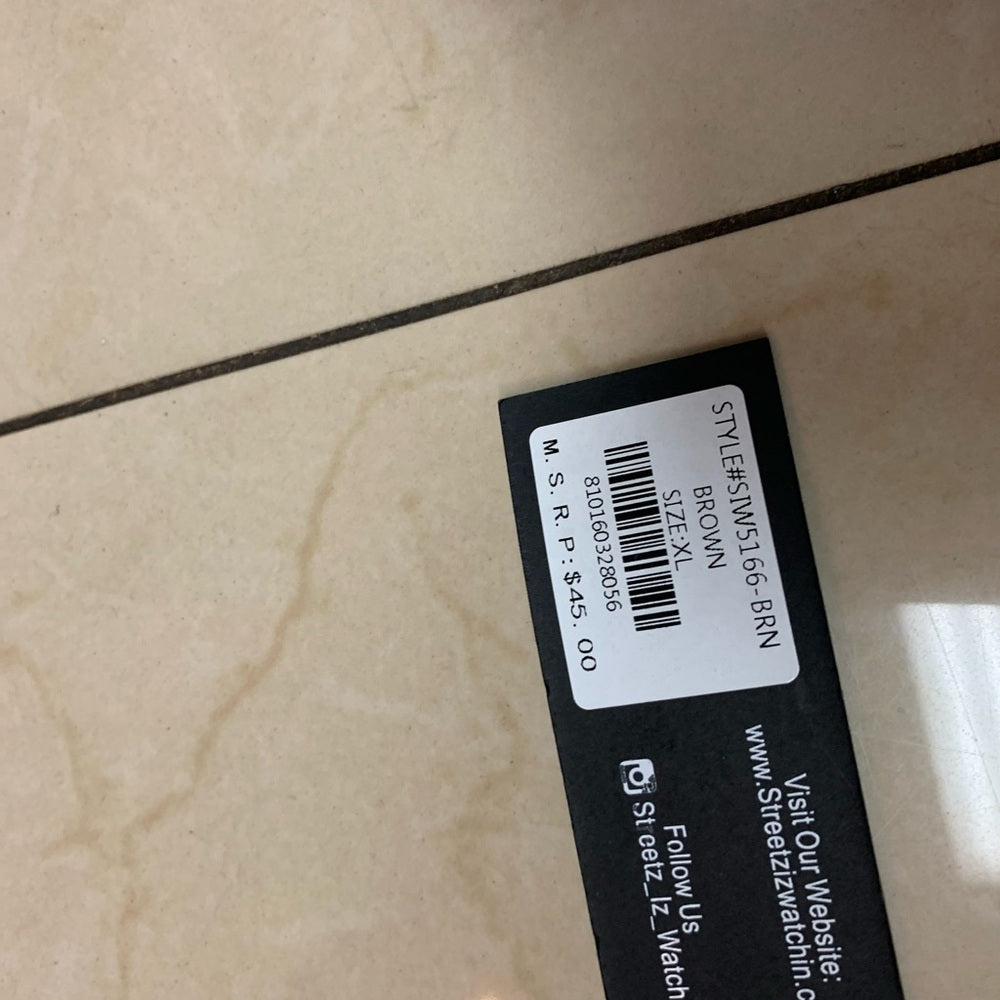 STYLE#SIW5166-BRN
BROWN
SIZE:XL
810160328056
M. S. R. P: $45. 00
Visit Our Website:
www.Streetzizwatchin.c
Follow Us
Streetz_Iz_Watch